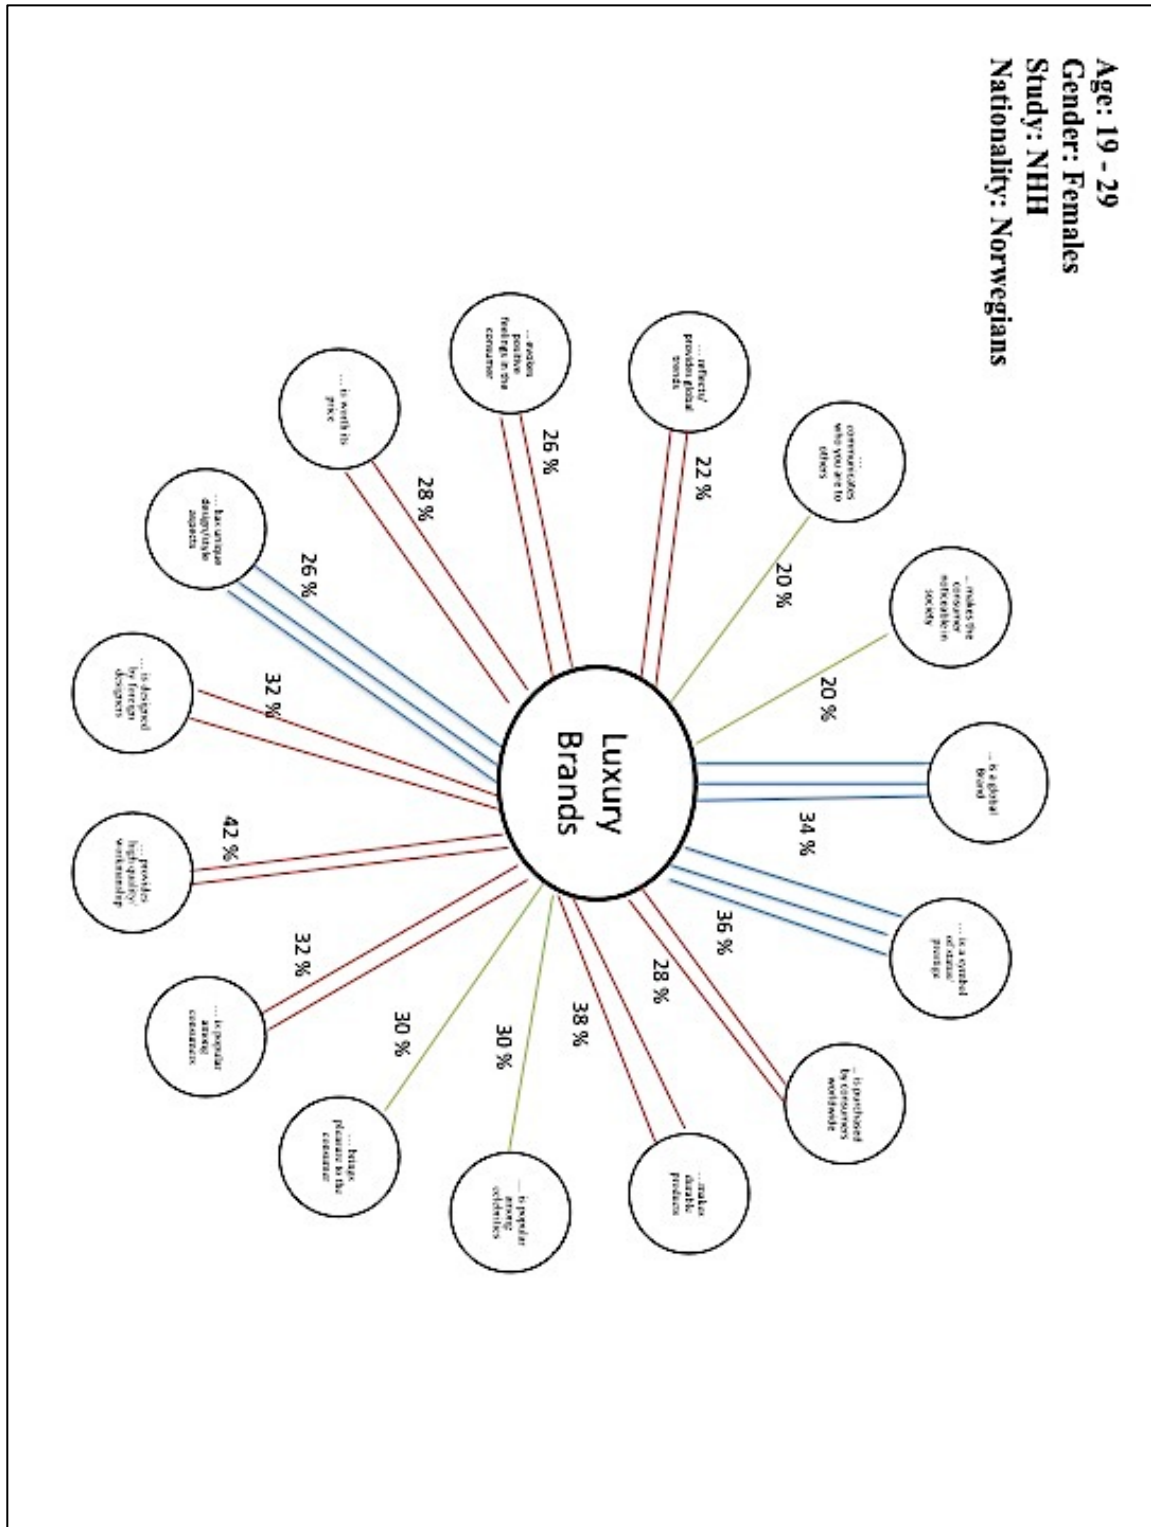 Age: 19 - 29
Gender: Females
Study: NHH
Nationality: Norwegians
Luxury
Brands
... is a global
Brand
34 %
... is a symbol
of status/
prestige
36 %
... is purchased
by consumers
worldwide
28 %
...makes
durable
products
38 %
... is popular
among
celebrities
30 %
... brings
pleasure to the
consumer
30 %
... is popular
among
consumers
32 %
... provides
high quality/
workmanship
42 %
... is designed
by foreign
designers
32 %
... has unique
design/style
aspects
26 %
... is worth its
price
28 %
... evokes
positive
feelings in the
consumer
26 %
... reflects/
provides global
trends
22 %
...
communicates
who you are to
others
20 %
... makes the
consumer
noticeable in
society
20 %